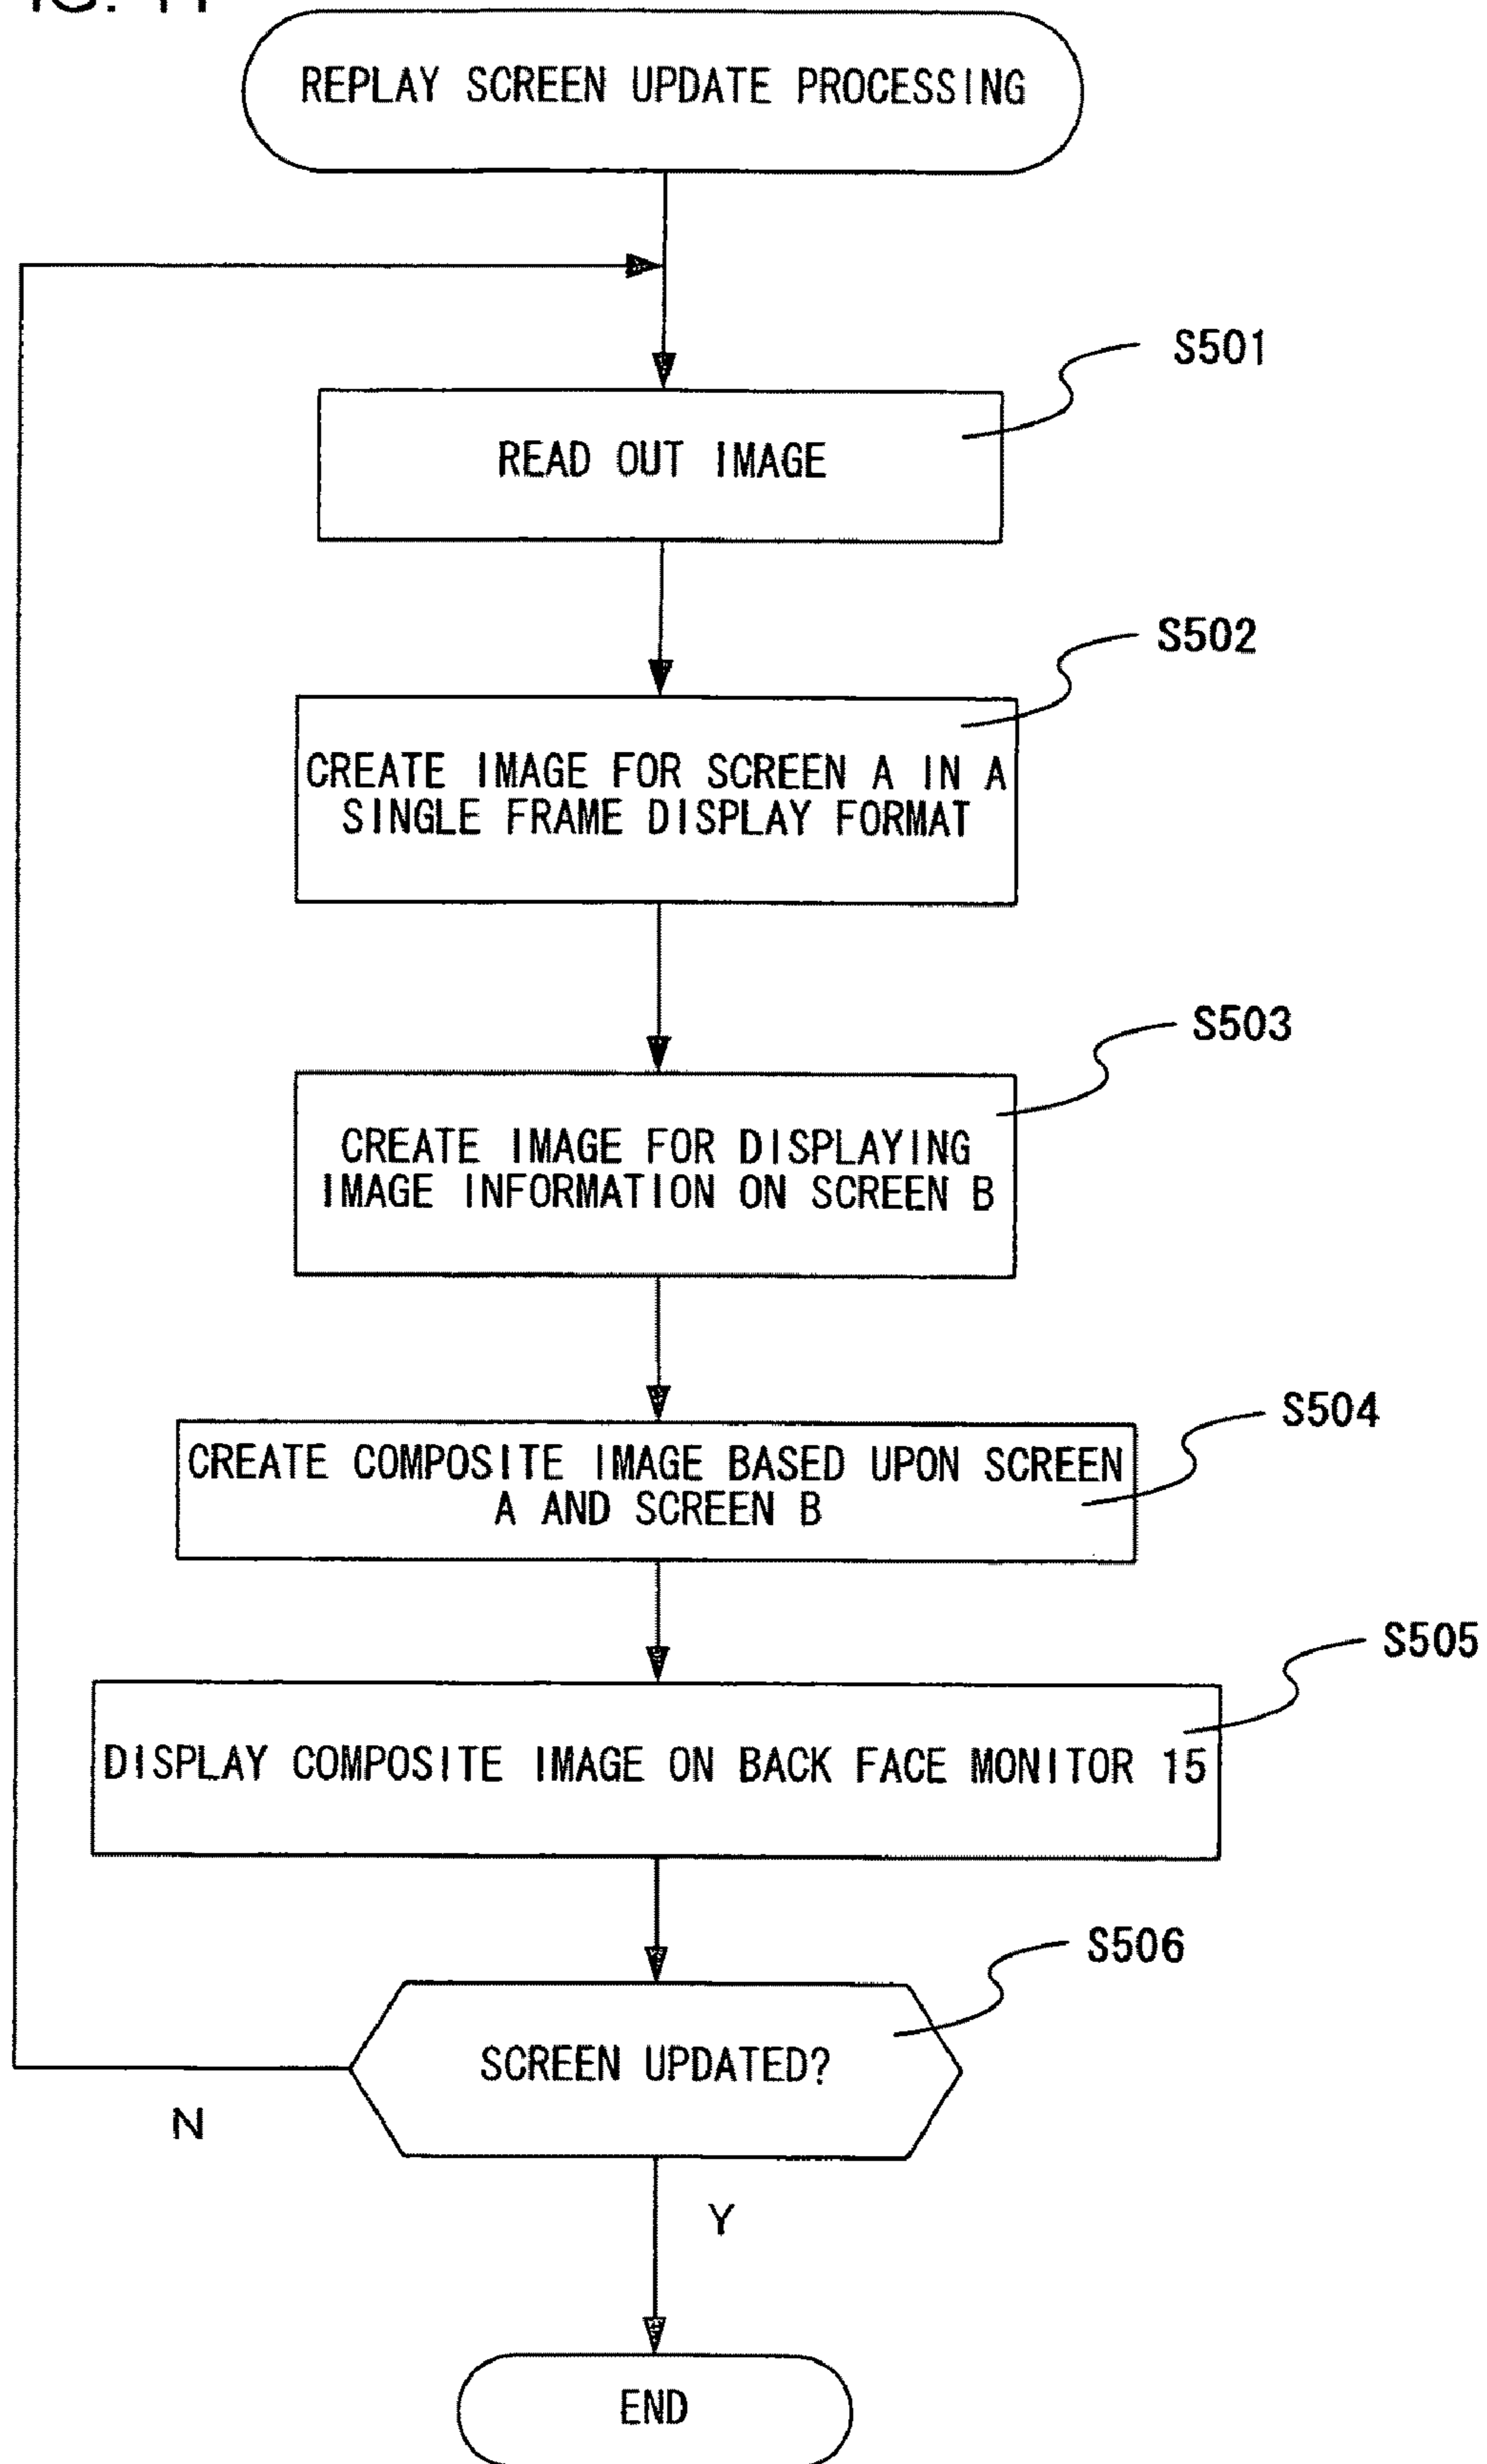 REPLAY SCREEN UPDATE PROCESSING
S501
READ OUT IMAGE
S502
CREATE IMAGE FOR SCREEN A IN A
SINGLE FRAME DISPLAY FORMAT
S503
CREATE IMAGE FOR DISPLAYING
IMAGE INFORMATION ON SCREEN B
S504
CREATE COMPOSITE IMAGE BASED UPON SCREEN
A AND SCREEN B
S505
DISPLAY COMPOSITE IMAGE ON BACK FACE MONITOR 15
S506
SCREEN UPDATED?
N
Y
END